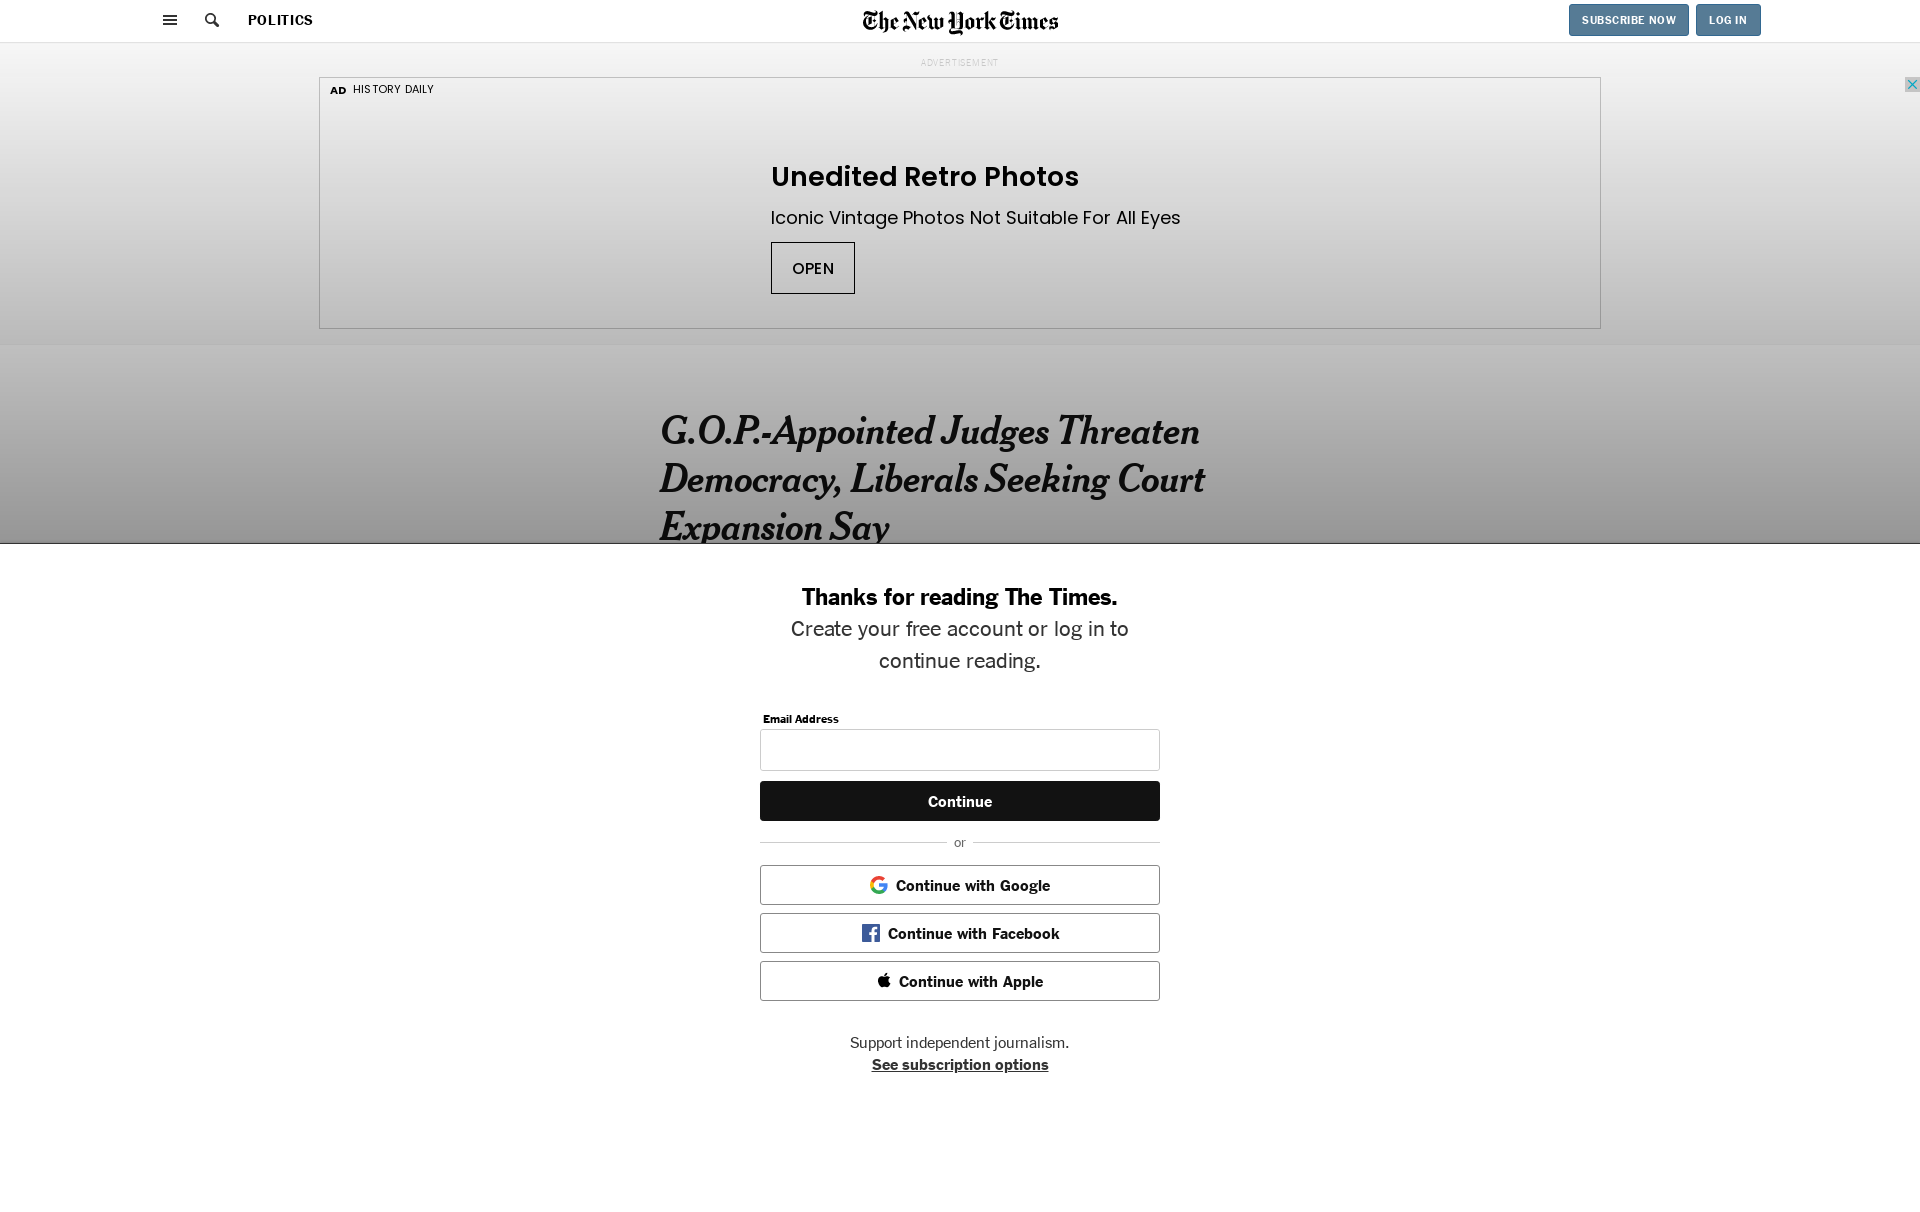 POLITICS
The New York Times
SUBSCRIBE NOW
LOG IN
ADVERTISEMENT
AD HISTORY DAILY
Unedited Retro Photos
Iconic Vintage Photos Not Suitable For All Eyes
OPEN
G.O.P.-Appointed Judges Threaten
Democracy, Liberals Seeking Court
Expansion Say
Thanks for reading The Times.
Create your free account or log in to
continue reading.
Email Address
Continue
or
Continue with Google
Continue with Facebook
Continue with Apple
Support independent journalism.
See subscription options